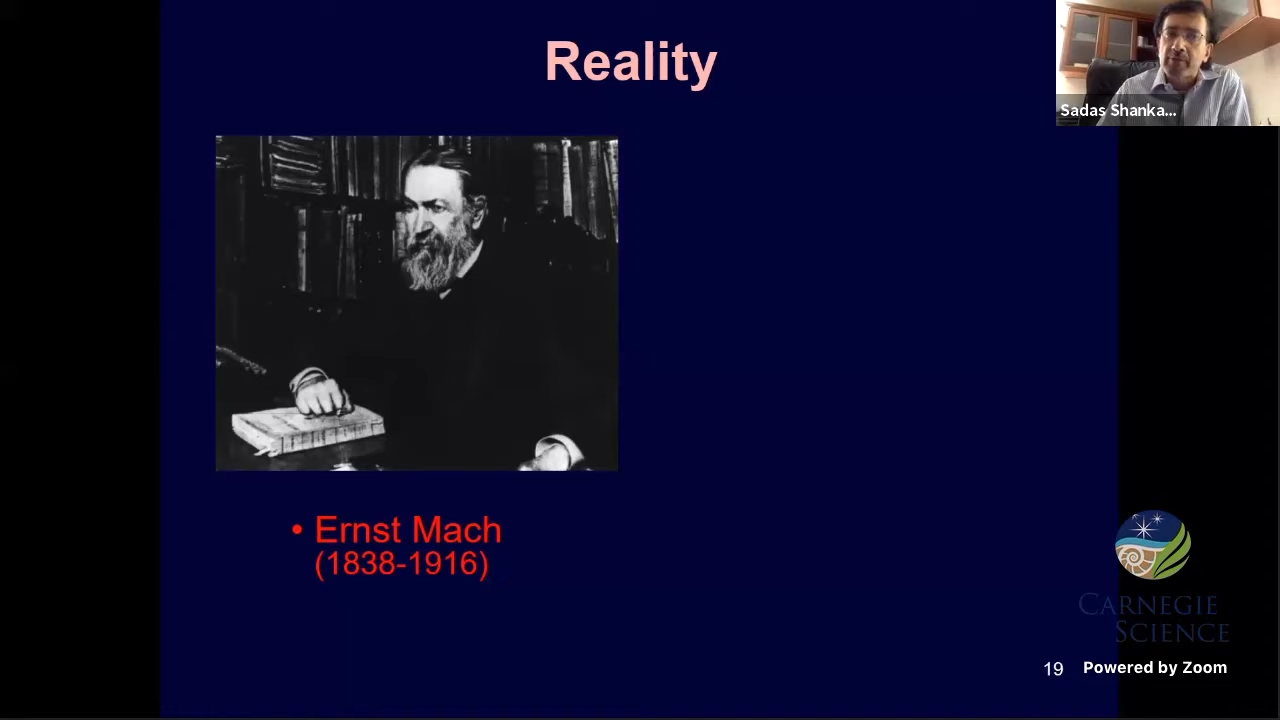 Reality
Sadas Shanka...
• Ernst Mach
(1838-1916)
CARNEGIE
SCIENCE
19
Powered by Zoom